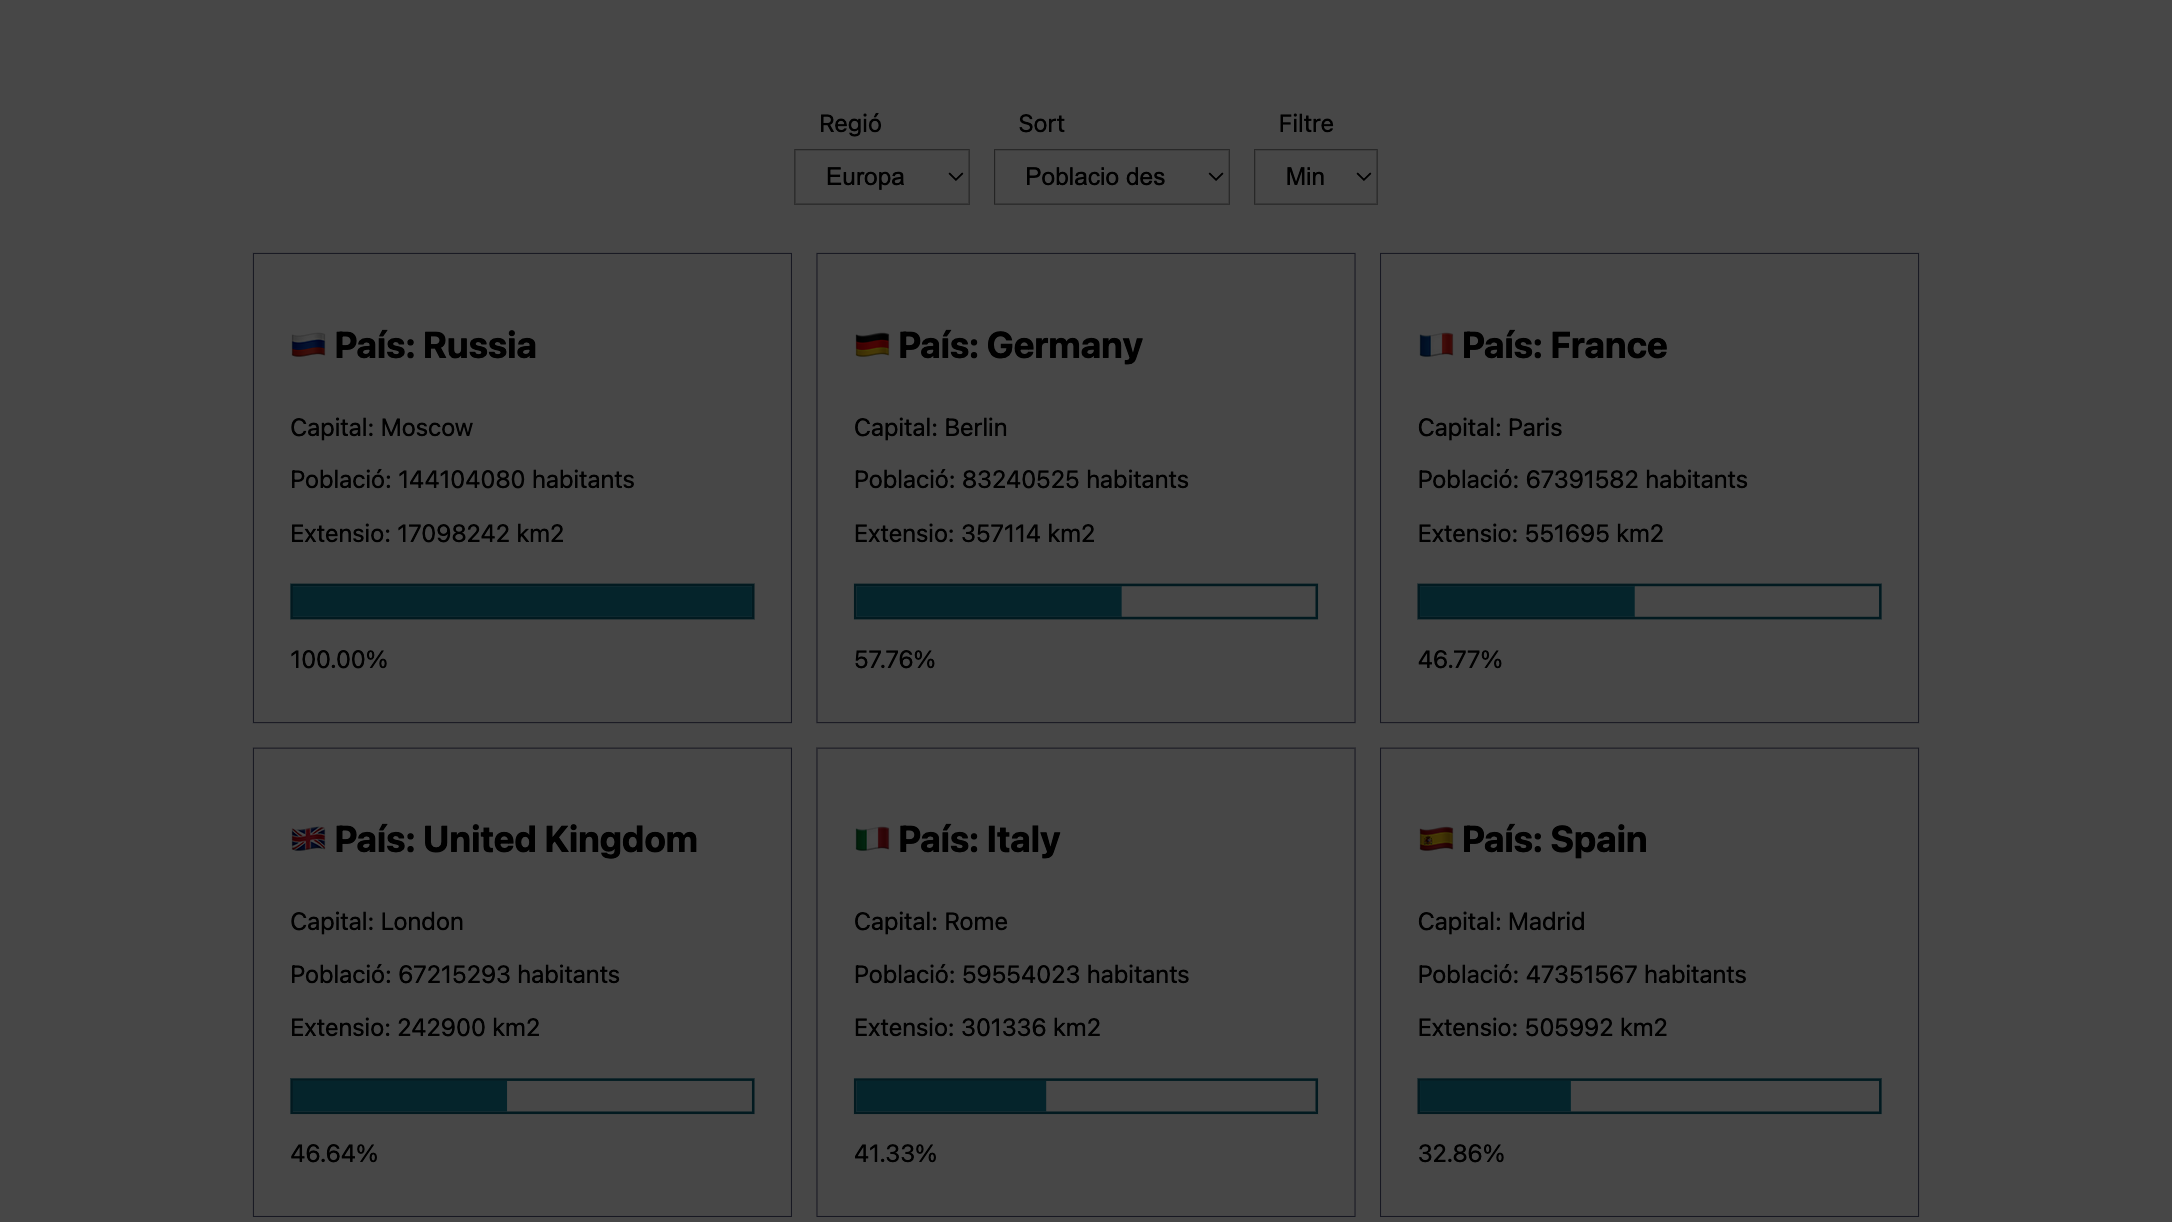 Regió Sort Filtre
Europa Poblacio des Min
País: Russia
Capital: Moscow
Població: 144104080 habitants
Extensio: 17098242 km2
100.00%
País: Germany
Capital: Berlin
Població: 83240525 habitants
Extensio: 357114 km2
57.76%
País: France
Capital: Paris
Població: 67391582 habitants
Extensio: 551695 km2
46.77%
País: United Kingdom
Capital: London
Població: 67215293 habitants
Extensio: 242900 km2
46.64%
País: Italy
Capital: Rome
Població: 59554023 habitants
Extensio: 301336 km2
41.33%
País: Spain
Capital: Madrid
Població: 47351567 habitants
Extensio: 505992 km2
32.86%